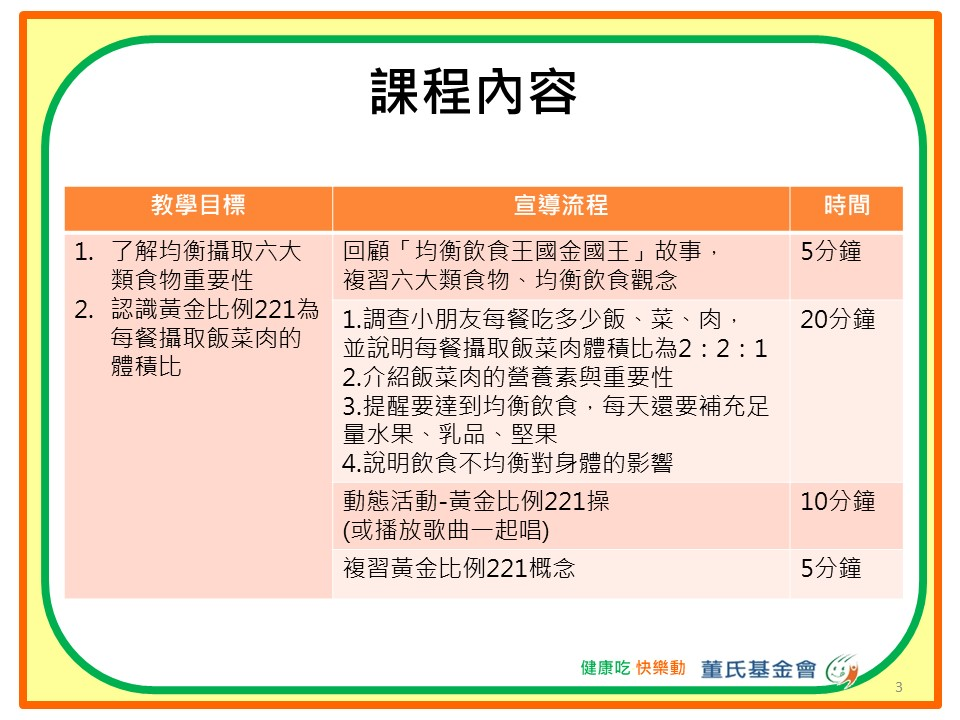 課程內容
教學目標 宣導流程 時間
1. 了解均衡攝取六大
類食物重要性
2. 認識黃金比例221為
每餐攝取飯菜肉的
體積比
回顧「均衡飲食王國金國王」故事，
複習六大類食物、均衡飲食觀念
5分鐘
1.調查小朋友每餐吃多少飯、菜、肉，
並說明每餐攝取飯菜肉體積比為2：2：1
2.介紹飯菜肉的營養素與重要性
3.提醒要達到均衡飲食，每天還要補充足
量水果、乳品、堅果
4.說明飲食不均衡對身體的影響
20分鐘
動態活動-黃金比例221操
(或播放歌曲一起唱)
10分鐘
複習黃金比例221概念
5分鐘
健康吃 快樂動 董氏基金會
3